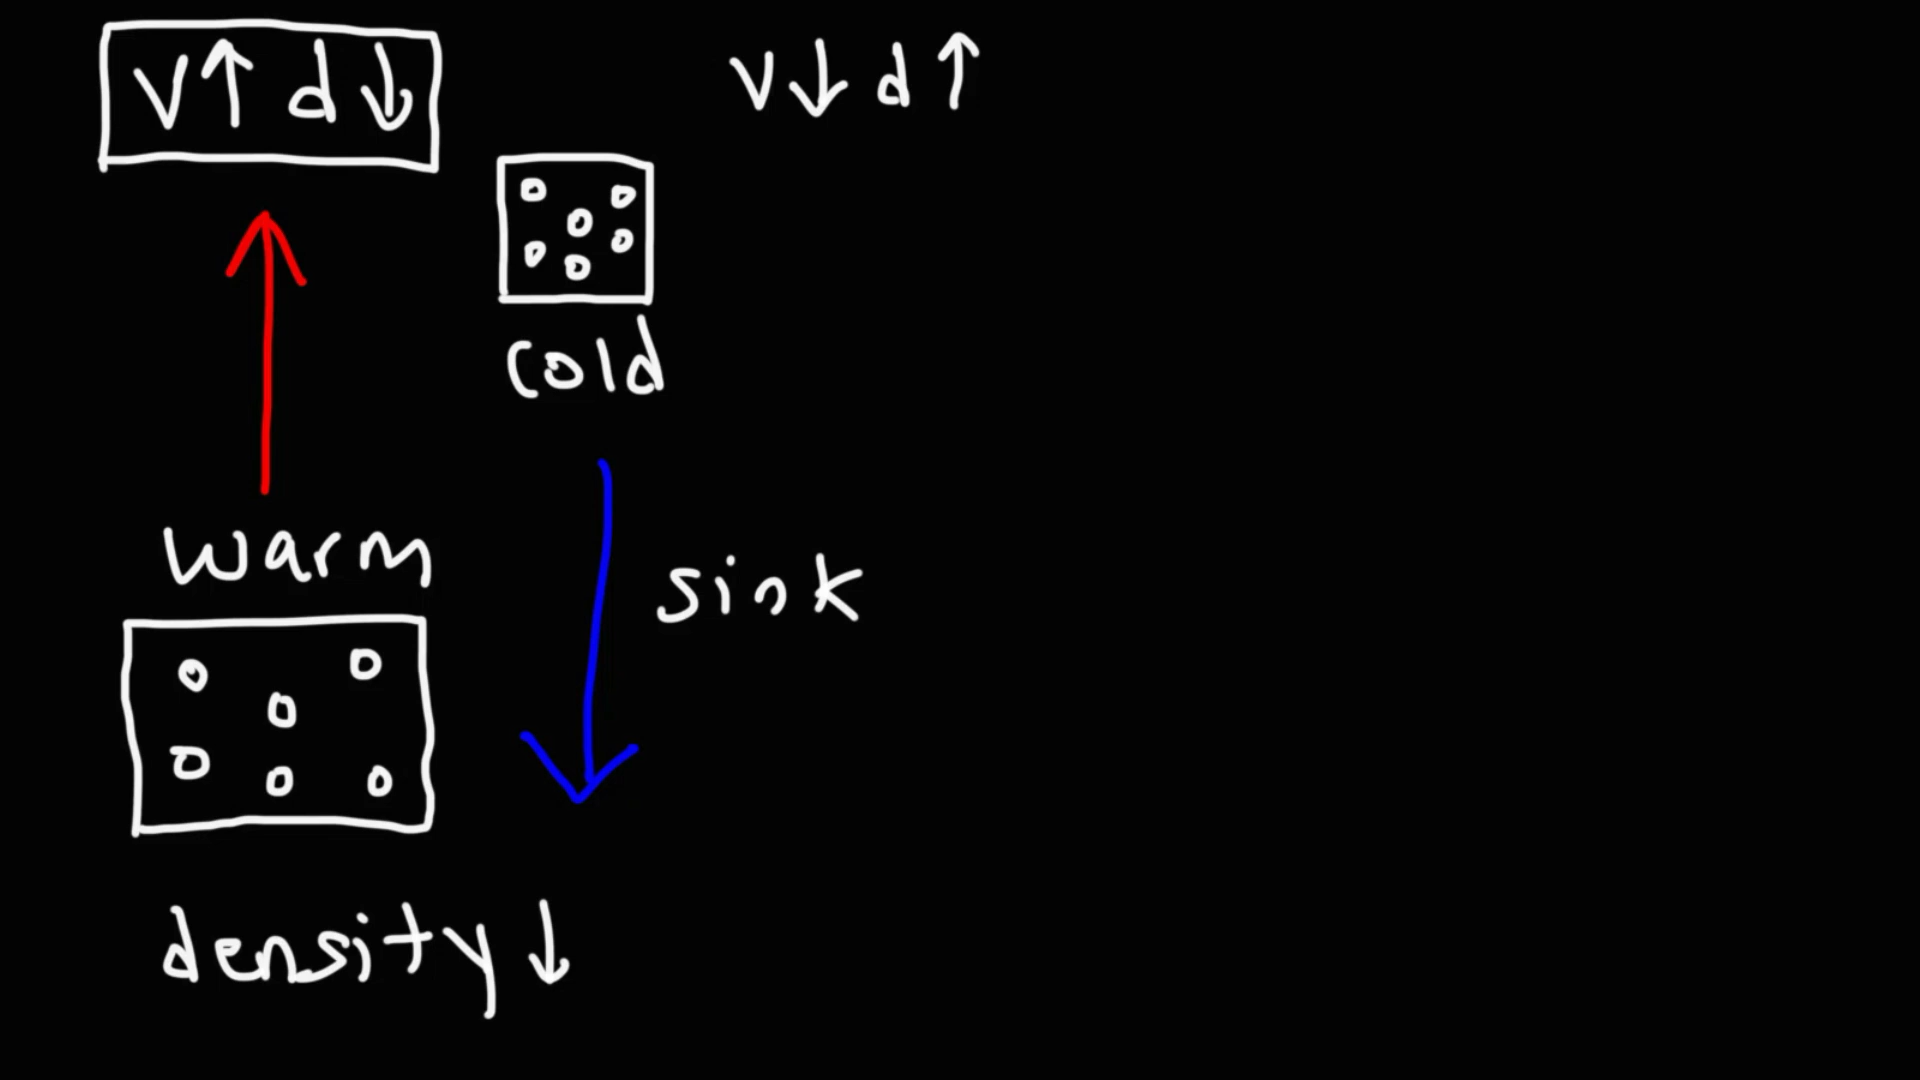 V↑ d↓
V↓ d↑
cold
warm
sink
density↓